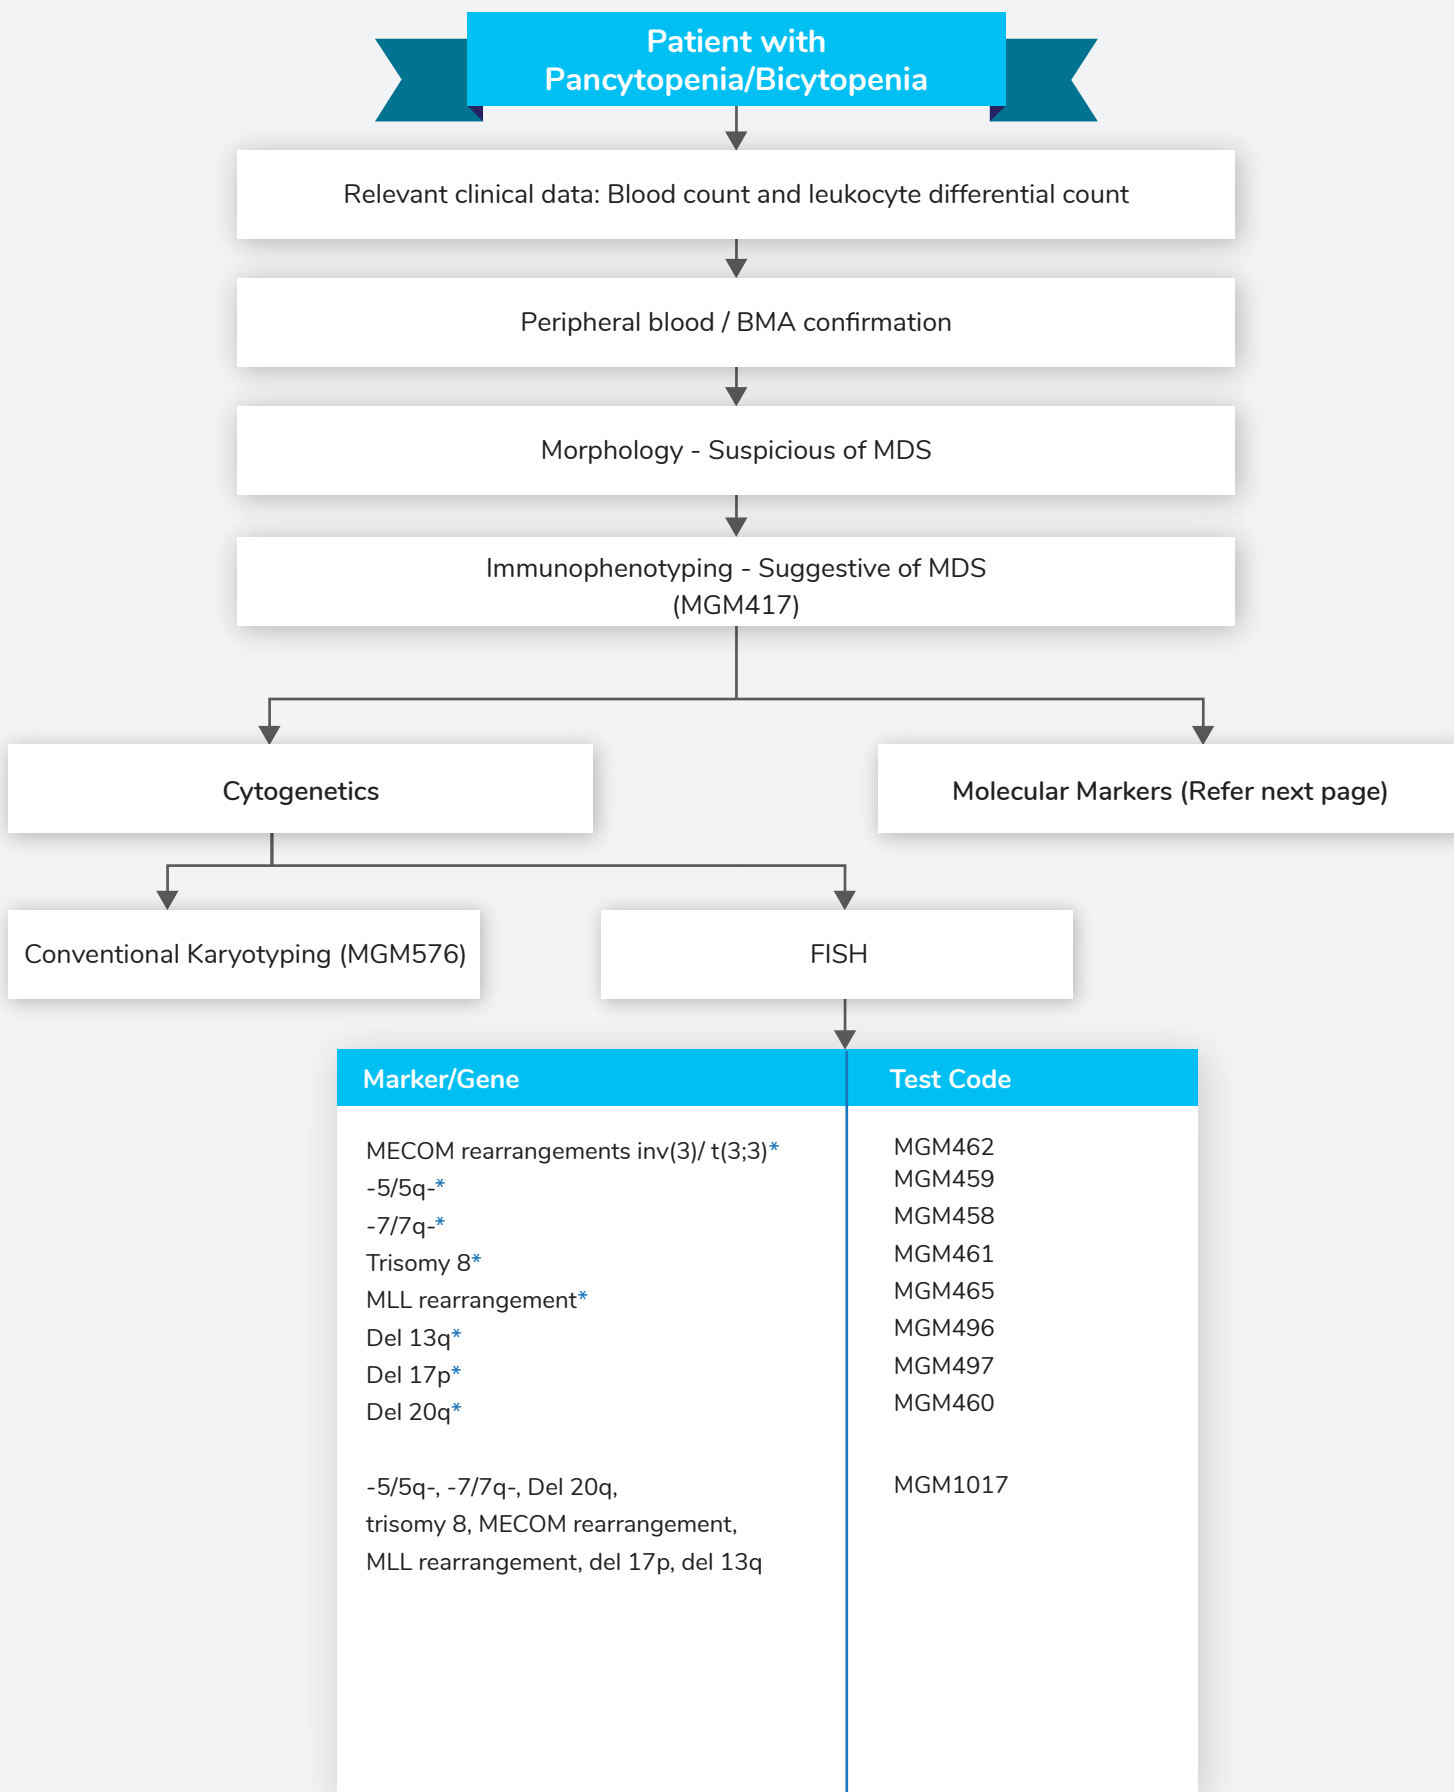 Patient with
Pancytopenia/Bicytopenia
Relevant clinical data: Blood count and leukocyte differential count
Peripheral blood / BMA confirmation
Morphology - Suspicious of MDS
Immunophenotyping - Suggestive of MDS
(MGM417)
Cytogenetics
Molecular Markers (Refer next page)
Conventional Karyotyping (MGM576)
FISH
Marker/Gene Test Code
MECOM rearrangements inv(3)/ t(3;3)* MGM462
-5/5q-* MGM459
-7/7q-* MGM458
Trisomy 8* MGM461
MLL rearrangement* MGM465
Del 13q* MGM496
Del 17p* MGM497
Del 20q* MGM460
-5/5q-, -7/7q-, Del 20q, MGM1017
trisomy 8, MECOM rearrangement,
MLL rearrangement, del 17p, del 13q